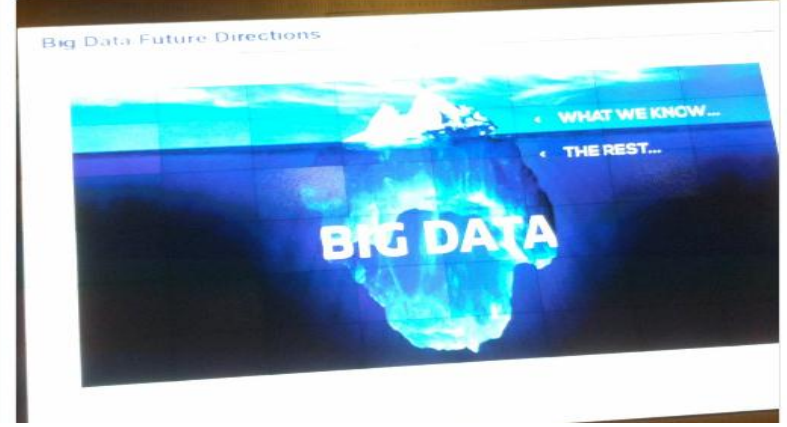 Big Data Future Directions
< WHAT WE KNOW...
< THE REST...
BIG DATA